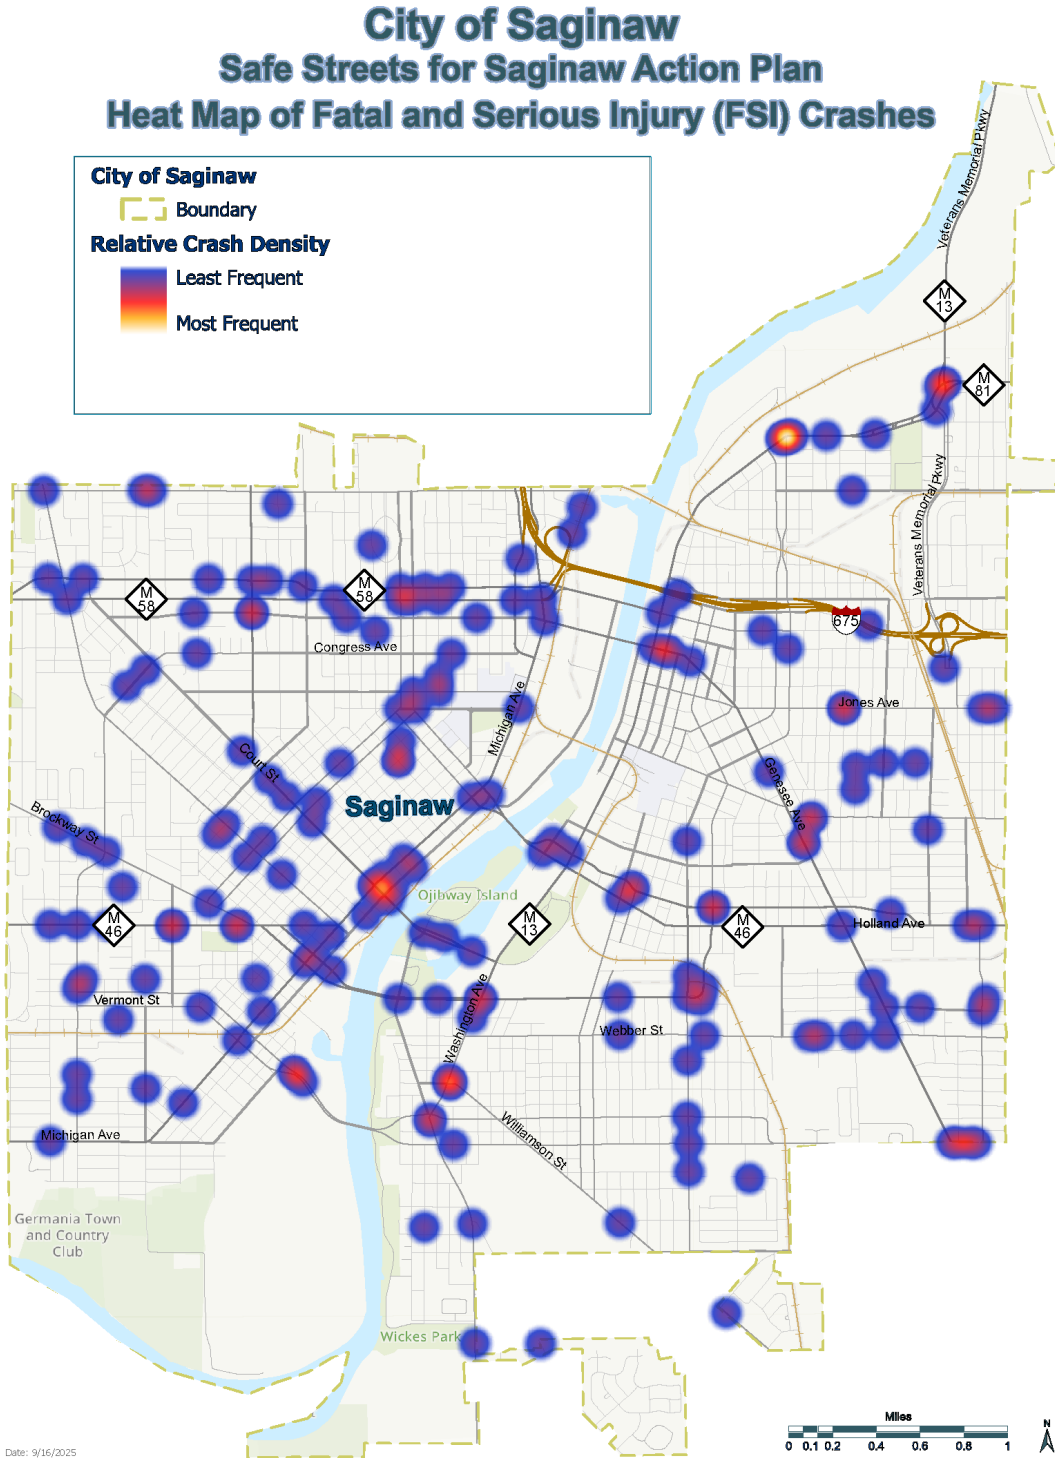 City of Saginaw
Safe Streets for Saginaw Action Plan
Heat Map of Fatal and Serious Injury (FSI) Crashes
City of Saginaw
Boundary
Relative Crash Density
Least Frequent
Most Frequent
Veterans Memorial Pkwy
M
13
M
81
Veterans Memorial Pkwy
M
58
M
58
675
Congress Ave
Michigan Ave
Jones Ave
Court St
Genesee Ave
Saginaw
Brockway St
Ojibway Island
M
46
M
13
M
46
Holland Ave
Vermont St
Washington Ave
Webber St
Michigan Ave
Williamson St
Germania Town
and Country
Club
Wickes Park
Miles
0 0.1 0.2 0.4 0.6 0.8 1
N
Date: 9/16/2025